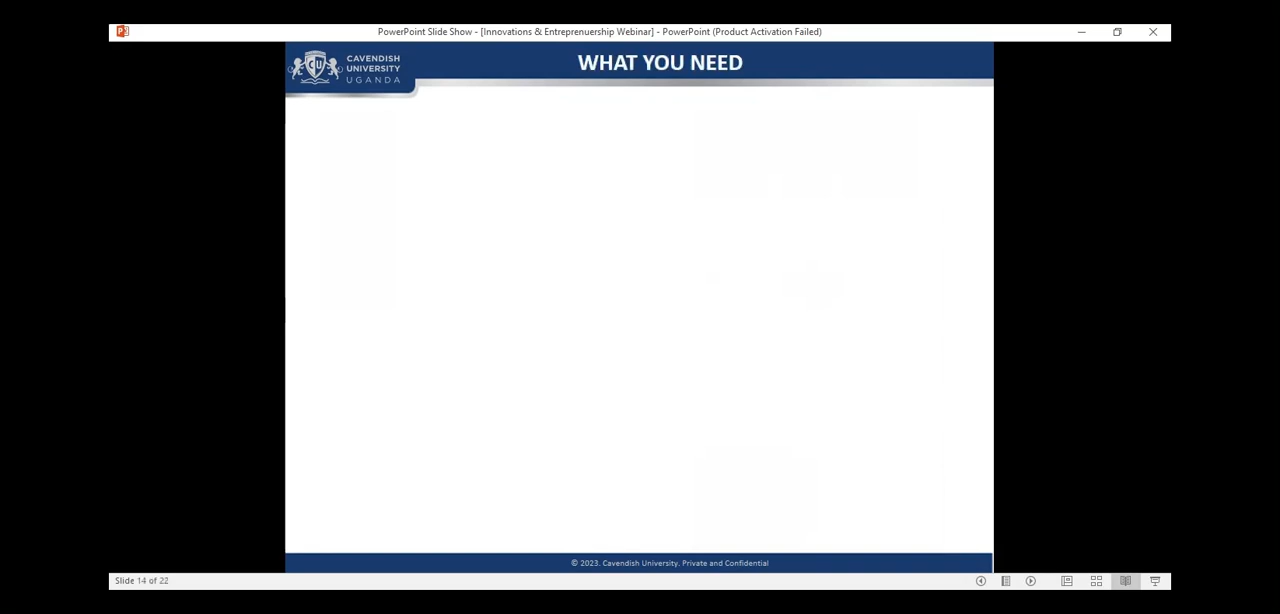 PowerPoint Slide Show - [Innovations & Entreprenuership Webinar] - PowerPoint (Product Activation Failed)
CAVENDISH
UNIVERSITY
UGANDA
CU
WHAT YOU NEED
© 2023. Cavendish University. Private and Confidential
Slide 14 of 22